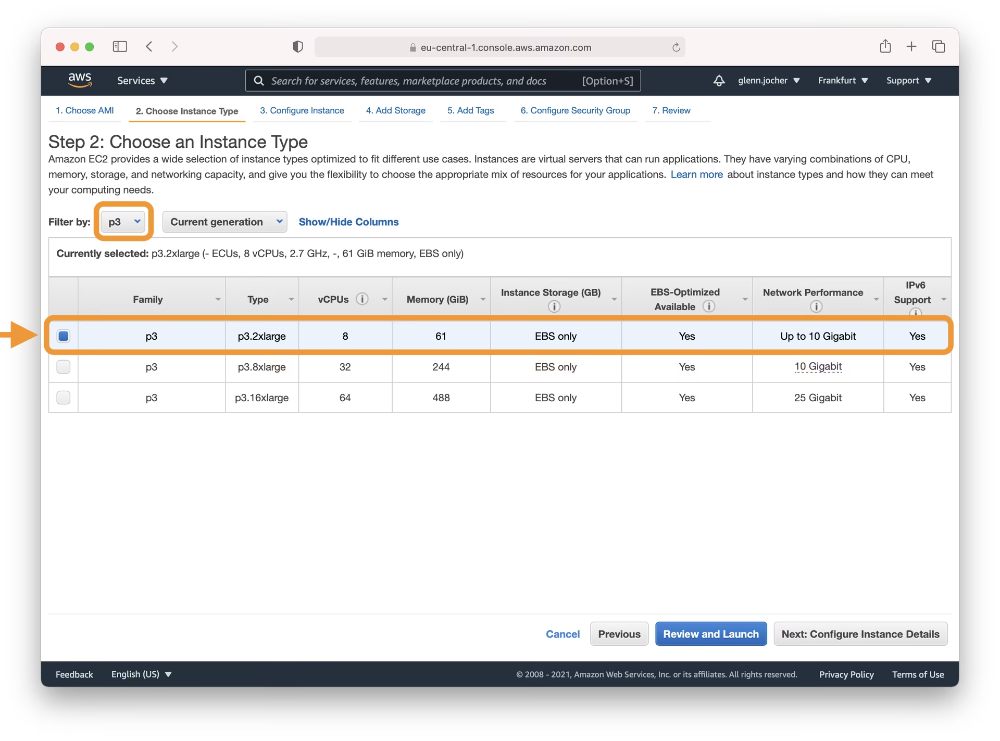 eu-central-1.console.aws.amazon.com
aws Services Search for services, features, marketplace products, and docs [Option+S] glenn.jocher Frankfurt Support
1. Choose AMI 2. Choose Instance Type 3. Configure Instance 4. Add Storage 5. Add Tags 6. Configure Security Group 7. Review
Step 2: Choose an Instance Type
Amazon EC2 provides a wide selection of instance types optimized to fit different use cases. Instances are virtual servers that can run applications. They have varying combinations of CPU,
memory, storage, and networking capacity, and give you the flexibility to choose the appropriate mix of resources for your applications. Learn more about instance types and how they can meet
your computing needs.
Filter by: p3 Current generation Show/Hide Columns
Currently selected: p3.2xlarge (- ECUs, 8 vCPUs, 2.7 GHz, -, 61 GiB memory, EBS only)
Family Type vCPUs Memory (GiB) Instance Storage (GB) EBS-Optimized Available Network Performance IPv6 Support
p3 p3.2xlarge 8 61 EBS only Yes Up to 10 Gigabit Yes
p3 p3.8xlarge 32 244 EBS only Yes 10 Gigabit Yes
p3 p3.16xlarge 64 488 EBS only Yes 25 Gigabit Yes
Cancel Previous Review and Launch Next: Configure Instance Details
Feedback English (US) © 2008 - 2021, Amazon Web Services, Inc. or its affiliates. All rights reserved. Privacy Policy Terms of Use